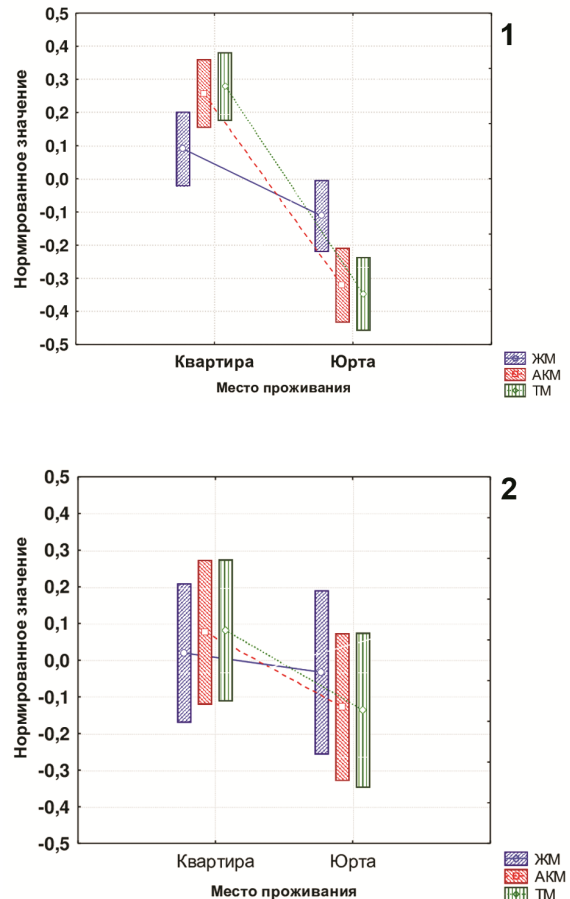 1
0,5
0,4
0,3
0,2
0,1
0,0
-0,1
-0,2
-0,3
-0,4
-0,5
Нормированное значение
Квартира Юрта
Место проживания
ЖМ
АКМ
ТМ
2
0,5
0,4
0,3
0,2
0,1
0,0
-0,1
-0,2
-0,3
-0,4
-0,5
Нормированное значение
Квартира Юрта
Место проживания
ЖМ
АКМ
ТМ